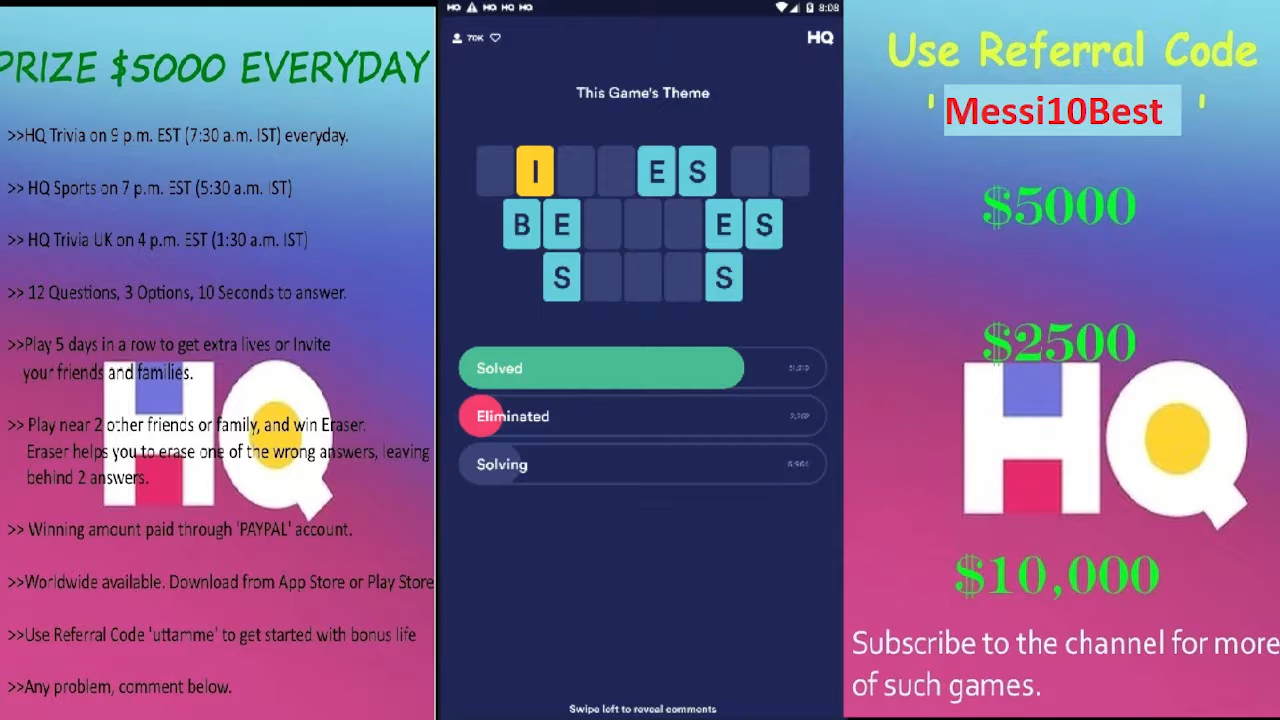 PRIZE $5000 EVERYDAY
>>HQ Trivia on 9 p.m. EST (7:30 a.m. IST) everyday.
>> HQ Sports on 7 p.m. EST (5:30 a.m. IST)
>> HQ Trivia UK on 4 p.m. EST (1:30 a.m. IST)
>> 12 Questions, 3 Options, 10 Seconds to answer.
>>Play 5 days in a row to get extra lives or Invite
your friends and families.
>> Play near 2 other friends or family, and win Eraser.
Eraser helps you to erase one of the wrong answers, leaving
behind 2 answers.
>> Winning amount paid through 'PAYPAL' account.
>>Worldwide available. Download from App Store or Play Store
>>Use Referral Code 'uttamme' to get started with bonus life
>>Any problem, comment below.
HQ
HQ HQ HQ HQ 8:08
70K HQ
This Game's Theme
I E S
B E E S
S S
Solved
Eliminated
Solving
Swipe left to reveal comments
Use Referral Code
' Messi10Best '
$5000
$2500
HQ
$10,000
Subscribe to the channel for more
of such games.